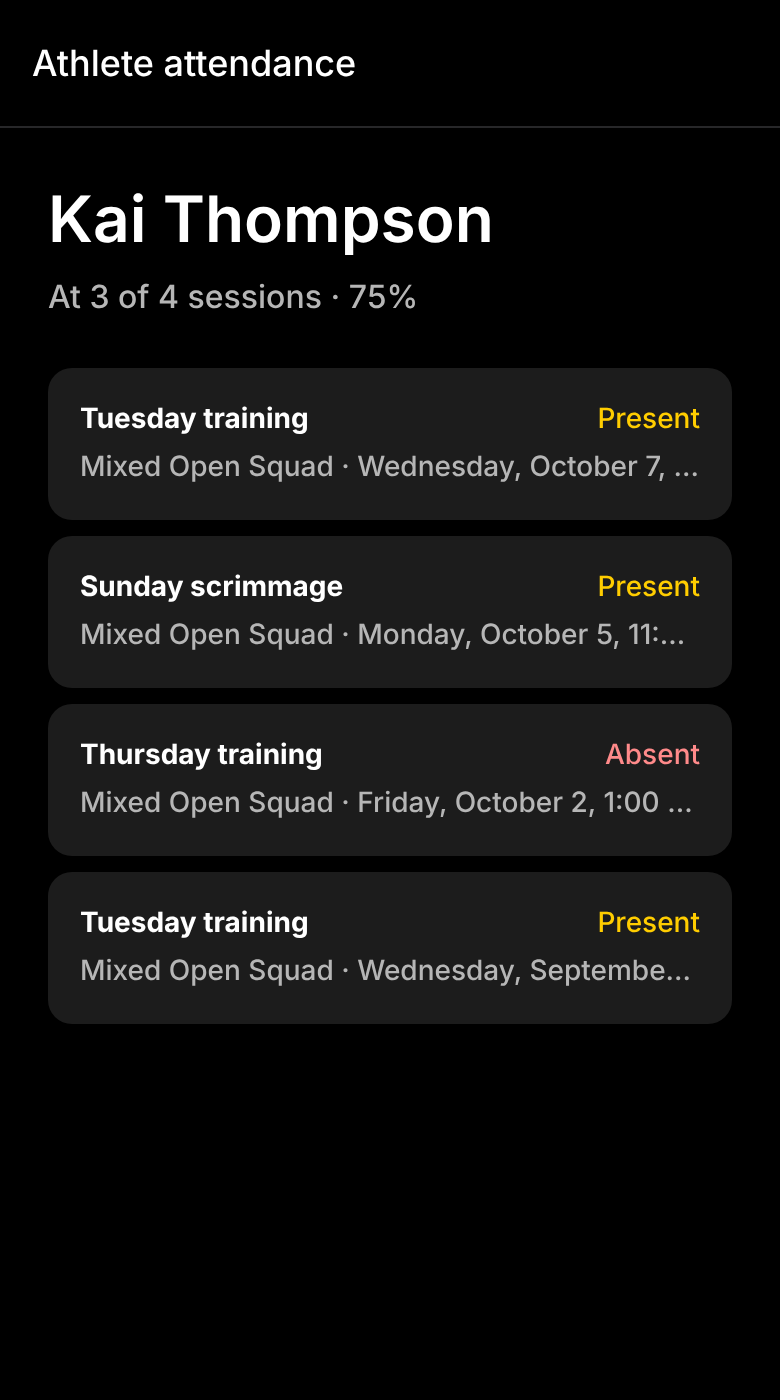 Athlete attendance
Kai Thompson
At 3 of 4 sessions · 75%
Tuesday training
Present
Mixed Open Squad · Wednesday, October 7, ...
Sunday scrimmage
Present
Mixed Open Squad · Monday, October 5, 11:...
Thursday training
Absent
Mixed Open Squad · Friday, October 2, 1:00 ...
Tuesday training
Present
Mixed Open Squad · Wednesday, Septembe...